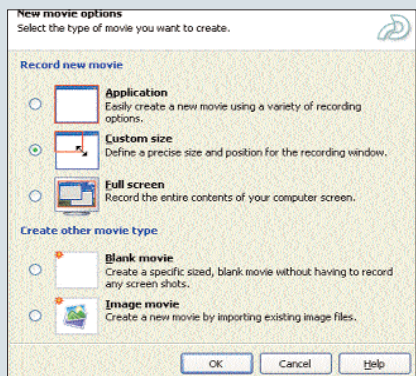 New movie options
Select the type of movie you want to create.
Record new movie
Application
Easily create a new movie using a variety of recording
options.
Custom size
Define a precise size and position for the recording window.
Full screen
Record the entire contents of your computer screen.
Create other movie type
Blank movie
Create a specific sized, blank movie without having to record
any screen shots.
Image movie
Create a new movie by importing existing image files.
OK Cancel Help